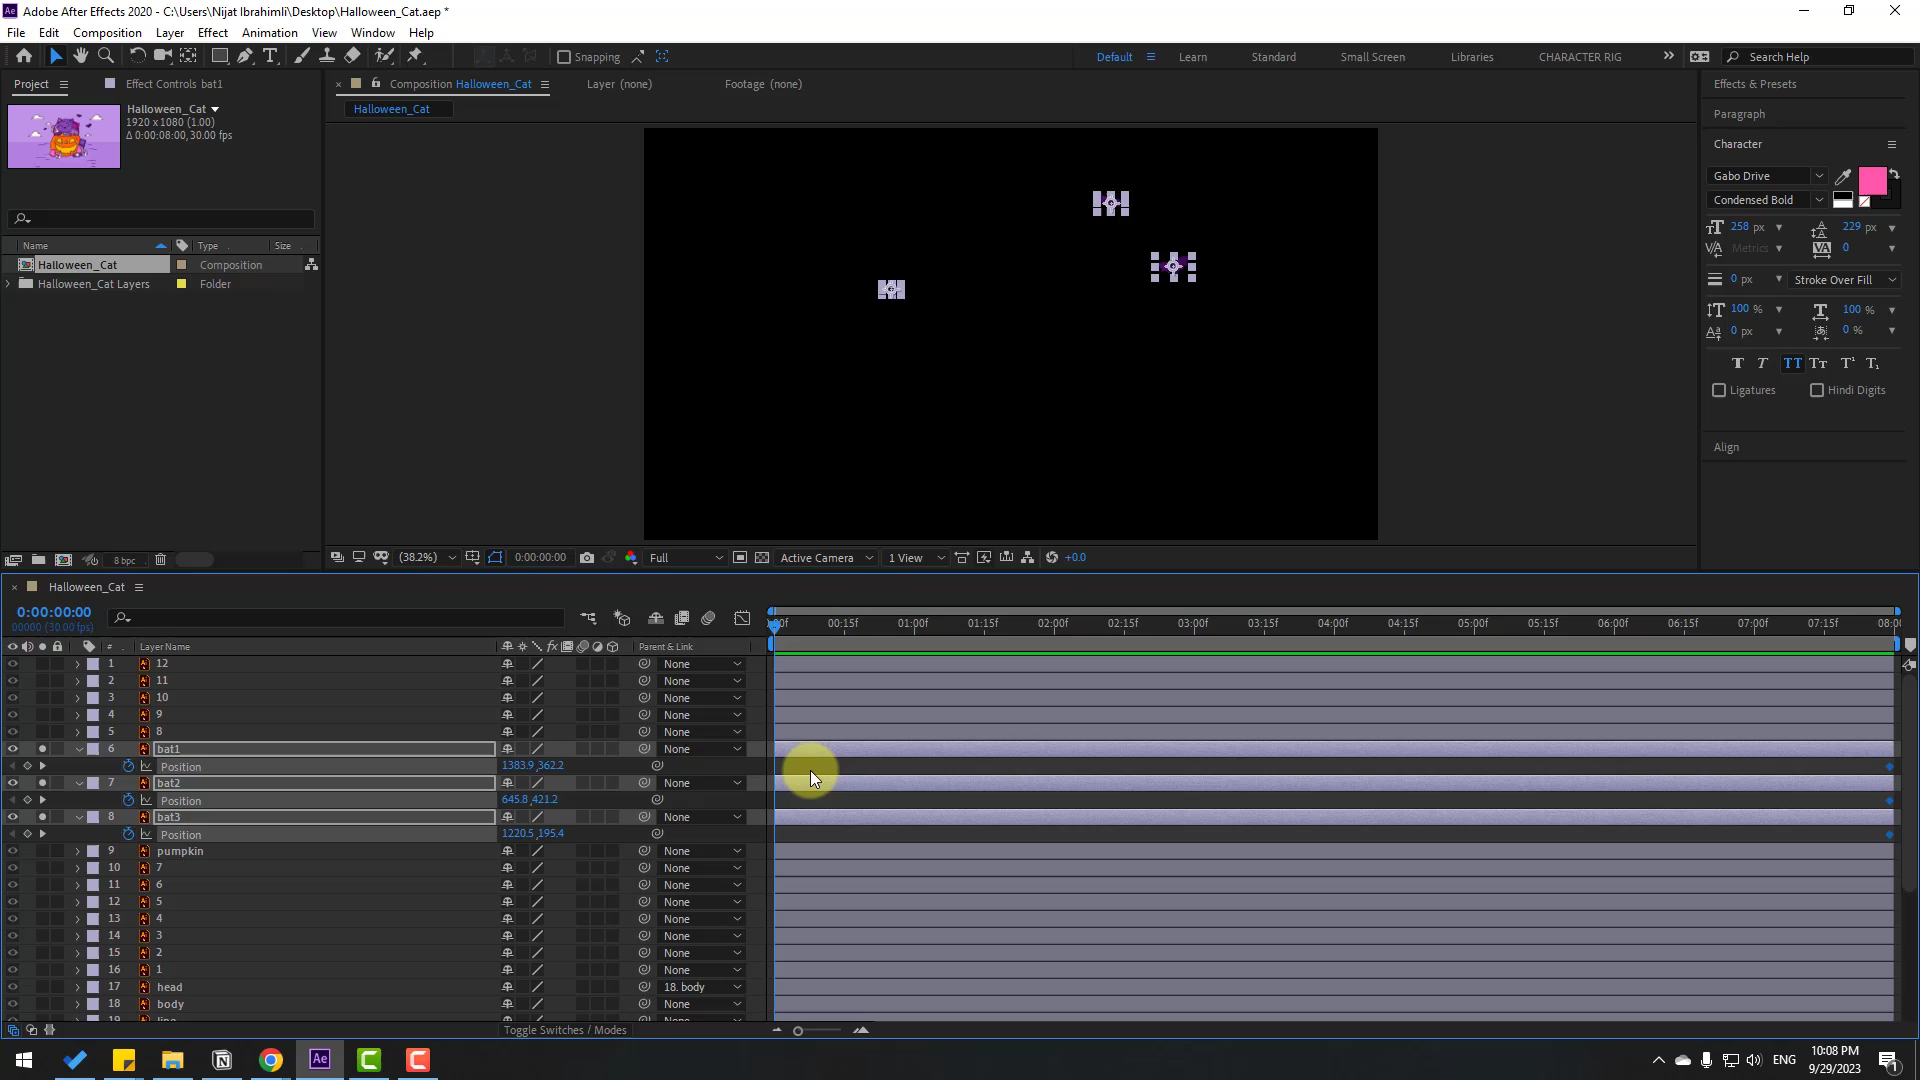 Adobe After Effects 2020 - C:\Users\Nijat Ibrahimli\Desktop\Halloween_Cat.aep *
File Edit Composition Layer Effect Animation View Window Help
Snapping Default Learn Standard Small Screen Libraries CHARACTER RIG Search Help
Project Effect Controls bat1 Composition Halloween_Cat Layer (none) Footage (none) Effects & Presets
Halloween_Cat
1920 x 1080 (1.00)
Δ 0:00:08:00, 30.00 fps
Halloween_Cat
Paragraph
Character
Gabo Drive
Condensed Bold
258 px 229 px
Metrics 0
0 px Stroke Over Fill
100 % 100 %
0 px 0 %
Ligatures Hindi Digits
Align
Name Type Size
Halloween_Cat Composition
Halloween_Cat Layers Folder
8 bpc (38.2%) 0:00:00:00 Full Active Camera 1 View +0.0
Halloween_Cat
0:00:00:00
00000 (30.00 fps)
:00f 00:15f 01:00f 01:15f 02:00f 02:15f 03:00f 03:15f 04:00f 04:15f 05:00f 05:15f 06:00f 06:15f 07:00f 07:15f 08:00
# Layer Name Parent & Link
1 12 None
2 11 None
3 10 None
4 9 None
5 8 None
6 bat1 None
Position 1383.9,362.2
7 bat2 None
Position 645.8,421.2
8 bat3 None
Position 1220.5,195.4
9 pumpkin None
10 7 None
11 6 None
12 5 None
13 4 None
14 3 None
15 2 None
16 1 None
17 head 18. body
18 body None
Toggle Switches / Modes
ENG
10:08 PM
9/29/2023
1